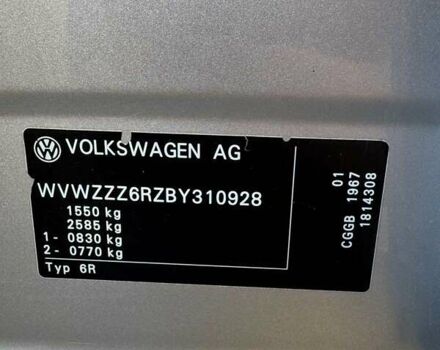 VOLKSWAGEN AG
WVWZZZ6RZBY310928
1550 kg
2585 kg
1- 0830 kg
2- 0770 kg
Typ 6R
01
CGGB 1967
1814308